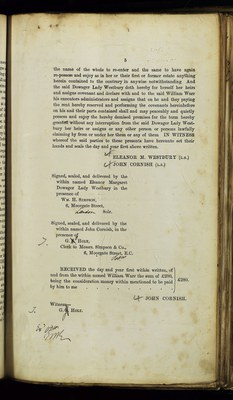 3
the name of the whole to re-enter and the same to have again
re-possess and enjoy as in her or their first or former estate anything
herein contained to the contrary in anywise notwithstanding And
the said Dowager Lady Westbury doth hereby for herself her heirs
and assigns covenant and declare with and to the said William Weer
his executors administrators and assigns that on he and they paying
the rent hereby reserved and performing the covenants hereinbefore
on his and their parts contained shall and may peaceably and quietly
possess and enjoy the hereby demised premises for the term hereby
granted without any interruption from the said Dowager Lady West-
bury her heirs or assigns or any other person or persons lawfully
claiming by from or under her them or any of them IN WITNESS
whereof the said parties to these presents have hereunto set their
hands and seals the day and year first above written.
ELEANOR M. WESTBURY (L.S.)
JOHN CORNISH (L.S.)
Signed, sealed, and delivered by the
within named Eleanor Margaret
Dowager Lady Westbury in the
presence of
WM. H. SIMPSON,
6, Moorgate Street,
London Solr.
Signed, sealed, and delivered by the
within named John Cornish, in the
presence of
G. HOLE,
Clerk to Messrs. Simpson & Co.,
6, Moorgate Street, E.C.
RECEIVED the day and year first within written, of
and from the within named William Weer the sum of £290,
being the consideration money within mentioned to be paid
by him to me
£290.
JOHN CORNISH.
Witness
G. HOLE